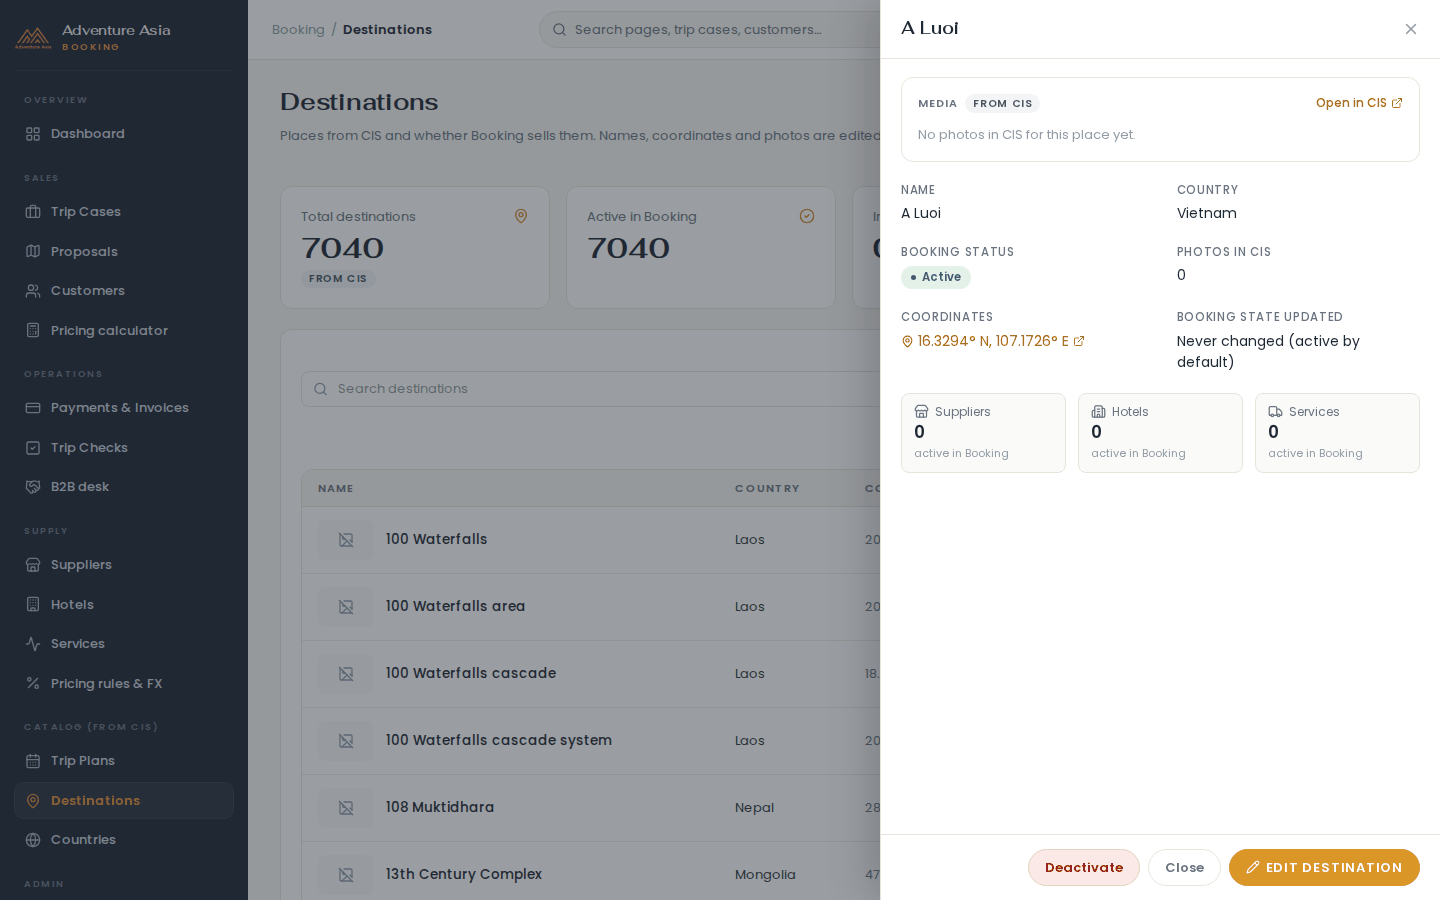 Adventure Asia
BOOKING
OVERVIEW
Dashboard
SALES
Trip Cases
Proposals
Customers
Pricing calculator
OPERATIONS
Payments & Invoices
Trip Checks
B2B desk
SUPPLY
Suppliers
Hotels
Services
Pricing rules & FX
CATALOG (FROM CIS)
Trip Plans
Destinations
Countries
ADMIN
Booking / Destinations
Search pages, trip cases, customers...
Destinations
Places from CIS and whether Booking sells them. Names, coordinates and photos are edited
Total destinations
7040
FROM CIS
Active in Booking
7040
Search destinations
NAME COUNTRY
100 Waterfalls Laos 20
100 Waterfalls area Laos 20
100 Waterfalls cascade Laos 18.
100 Waterfalls cascade system Laos 20
108 Muktidhara Nepal 28
13th Century Complex Mongolia 47
A Luoi
MEDIA FROM CIS Open in CIS
No photos in CIS for this place yet.
NAME
A Luoi
COUNTRY
Vietnam
BOOKING STATUS
Active
PHOTOS IN CIS
0
COORDINATES
16.3294° N, 107.1726° E
BOOKING STATE UPDATED
Never changed (active by
default)
Suppliers
0
active in Booking
Hotels
0
active in Booking
Services
0
active in Booking
Deactivate Close EDIT DESTINATION